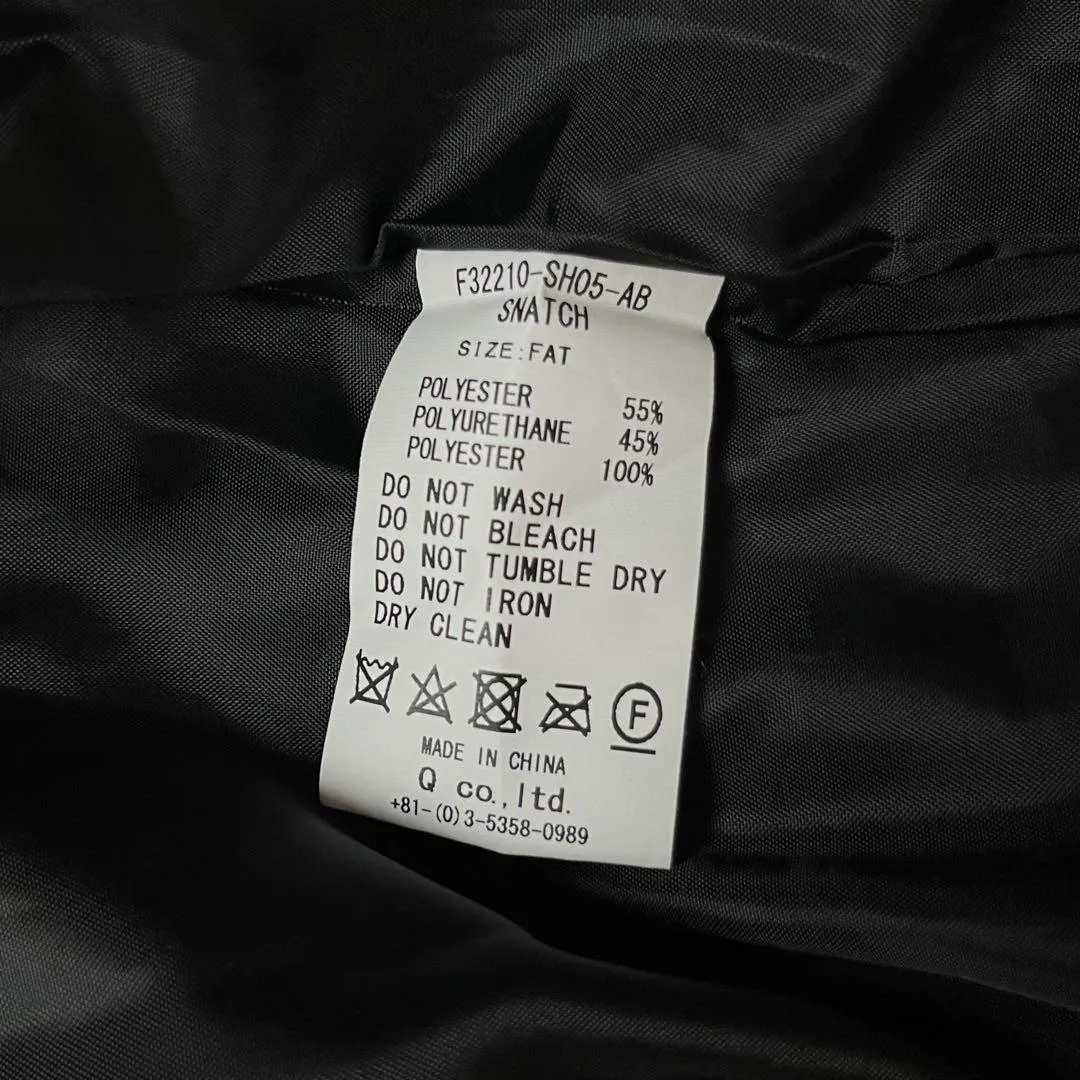 F32210-SH05-AB
SNATCH
SIZE:FAT
POLYESTER 55%
POLYURETHANE 45%
POLYESTER 100%
DO NOT WASH
DO NOT BLEACH
DO NOT TUMBLE DRY
DO NOT IRON
DRY CLEAN
F
MADE IN CHINA
Q co.,ltd.
+81-(0)3-5358-0989